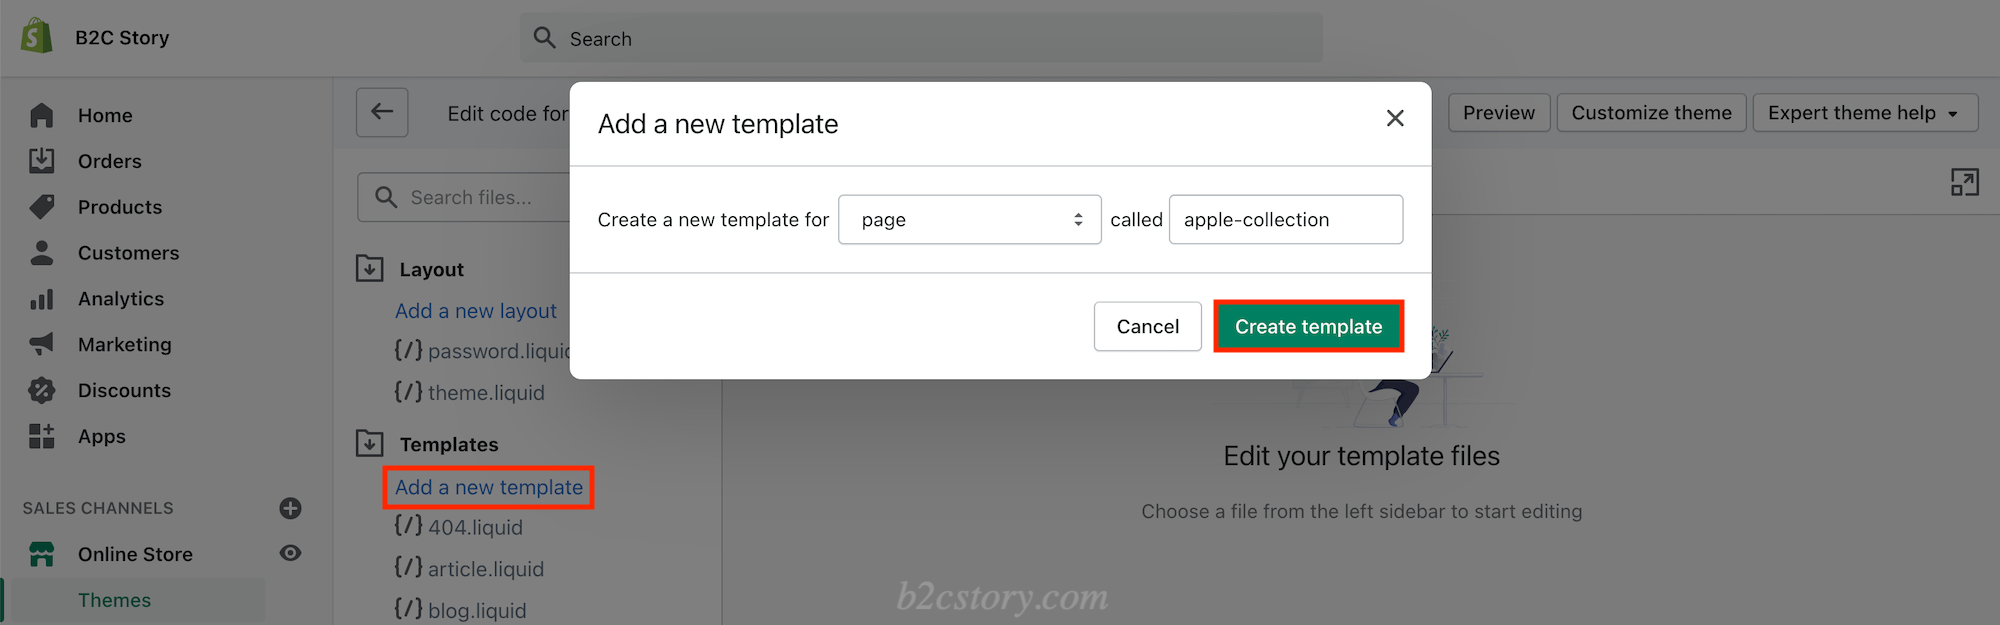 B2C Story
Search
Home
Orders
Products
Customers
Analytics
Marketing
Discounts
Apps
SALES CHANNELS
Online Store
Themes
Edit code for
Preview
Customize theme
Expert theme help
Search files...
Layout
Add a new layout
{/} password.liquid
{/} theme.liquid
Templates
Add a new template
{/} 404.liquid
{/} article.liquid
{/} blog.liquid
Add a new template
Create a new template for page called apple-collection
Cancel Create template
Edit your template files
Choose a file from the left sidebar to start editing
b2cstory.com